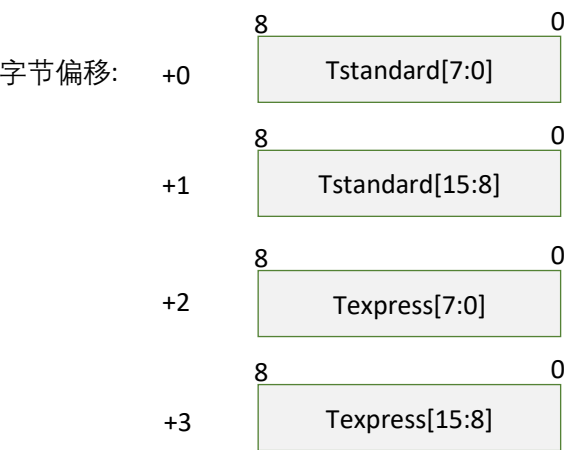 8 0
字节偏移: +0 Tstandard[7:0]
8 0
+1 Tstandard[15:8]
8 0
+2 Texpress[7:0]
8 0
+3 Texpress[15:8]